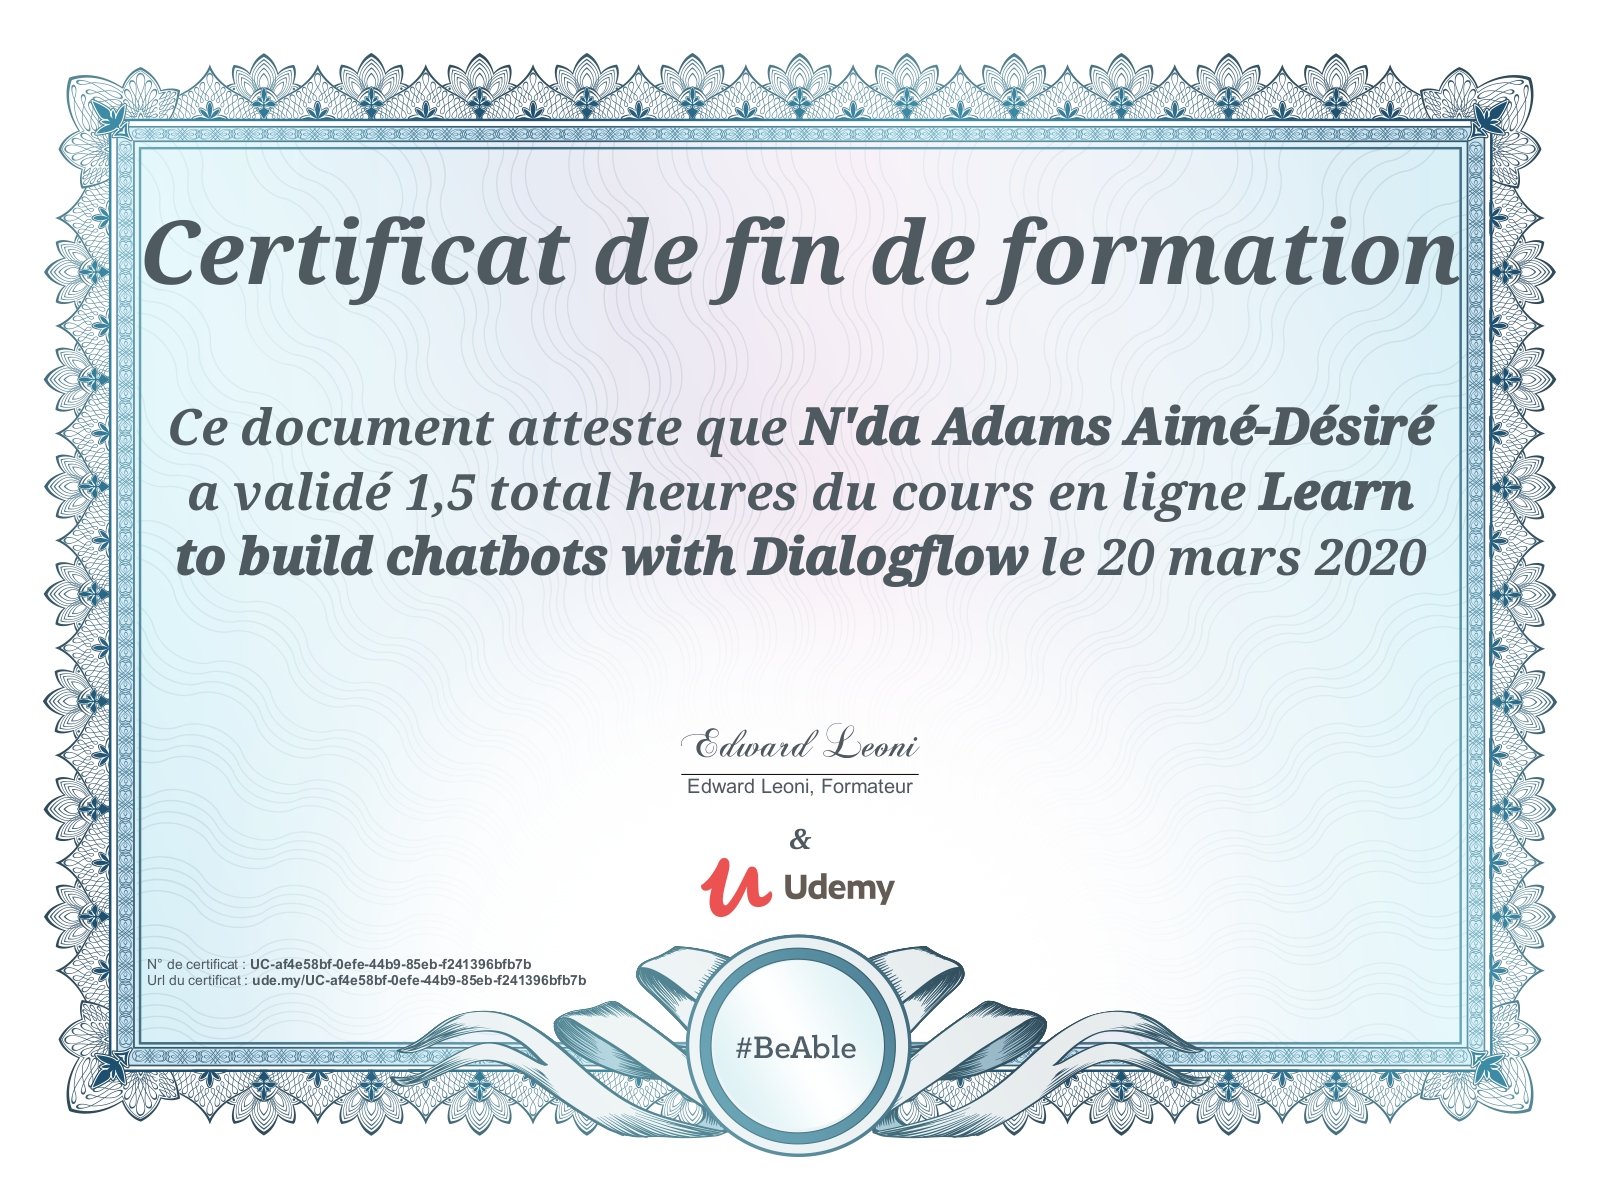 Certificat de fin de formation
Ce document atteste que N'da Adams Aimé-Désiré
a validé 1,5 total heures du cours en ligne Learn
to build chatbots with Dialogflow le 20 mars 2020
Edward Leoni
Edward Leoni, Formateur
&
Udemy
N° de certificat : UC-af4e58bf-0efe-44b9-85eb-f241396bfb7b
Url du certificat : ude.my/UC-af4e58bf-0efe-44b9-85eb-f241396bfb7b
#BeAble